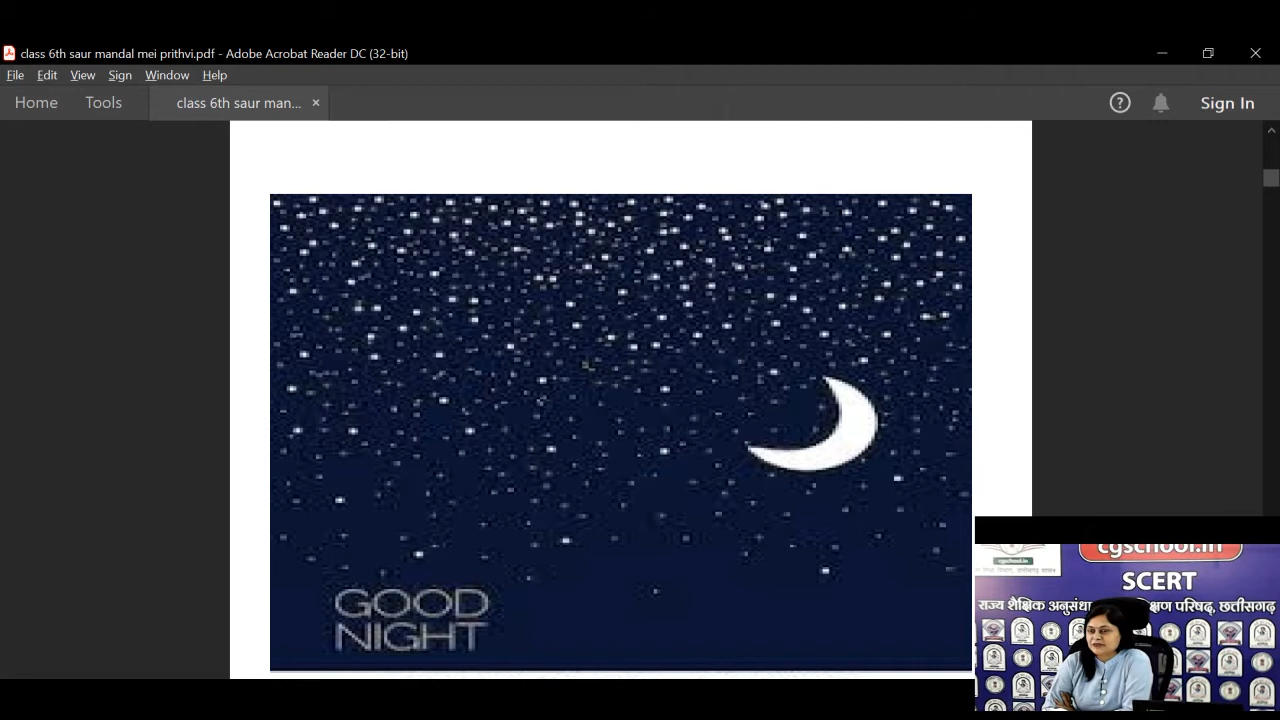 class 6th saur mandal mei prithvi.pdf - Adobe Acrobat Reader DC (32-bit)
File Edit View Sign Window Help
Home Tools class 6th saur man... × Sign In
GOOD
NIGHT
cgschool.in
SCERT
राज्य शैक्षिक अनुसंधा क्षण परिषद्, छत्तीसगढ़